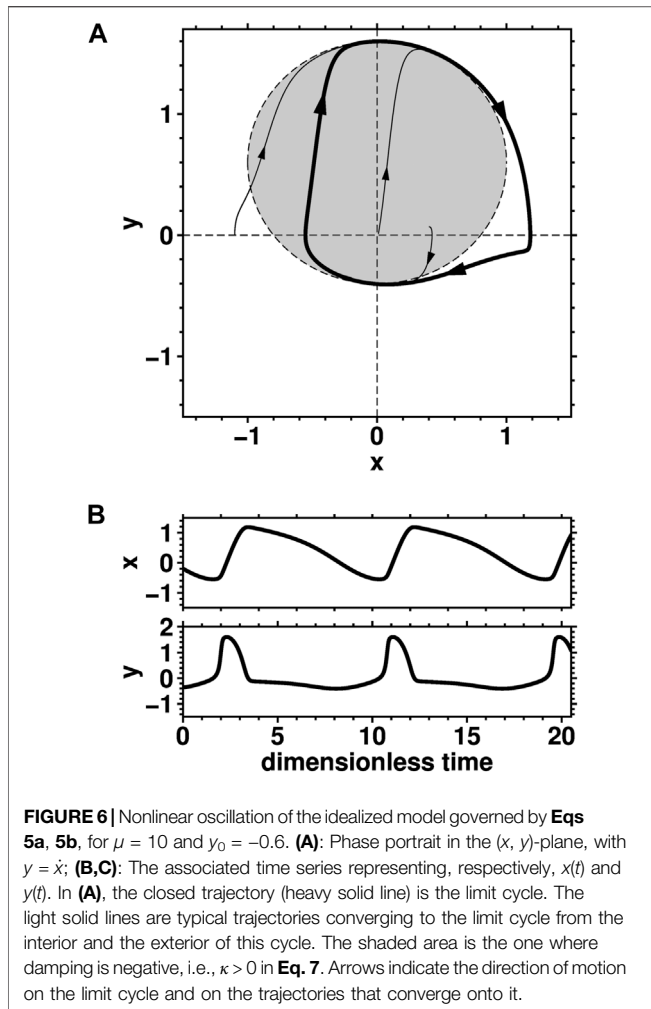 A
1
0
−1
y
−1
0
1
x
B
1
0
−1
x
2
1
0
−1
y
0
5
10
15
20
dimensionless time
FIGURE 6 | Nonlinear oscillation of the idealized model governed by Eqs
5a, 5b, for μ = 10 and y₀ = −0.6. (A): Phase portrait in the (x, y)-plane, with
y = ẋ; (B,C): The associated time series representing, respectively, x(t) and
y(t). In (A), the closed trajectory (heavy solid line) is the limit cycle. The
light solid lines are typical trajectories converging to the limit cycle from the
interior and the exterior of this cycle. The shaded area is the one where
damping is negative, i.e., κ > 0 in Eq. 7. Arrows indicate the direction of motion
on the limit cycle and on the trajectories that converge onto it.